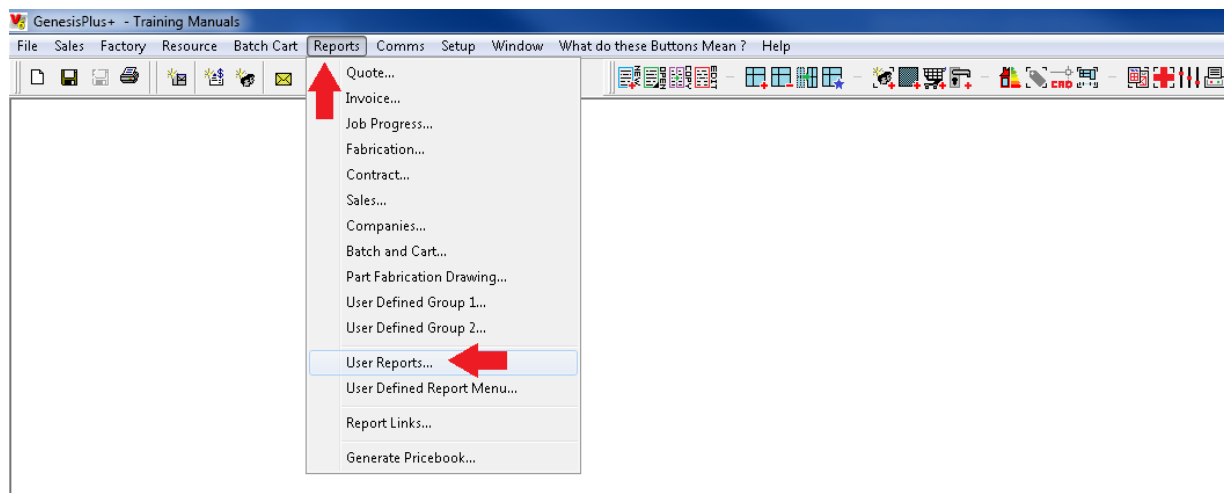 GenesisPlus+ - Training Manuals
File Sales Factory Resource Batch Cart Reports Comms Setup Window What do these Buttons Mean ? Help
Quote...
Invoice...
Job Progress...
Fabrication...
Contract...
Sales...
Companies...
Batch and Cart...
Part Fabrication Drawing...
User Defined Group 1...
User Defined Group 2...
User Reports...
User Defined Report Menu...
Report Links...
Generate Pricebook...